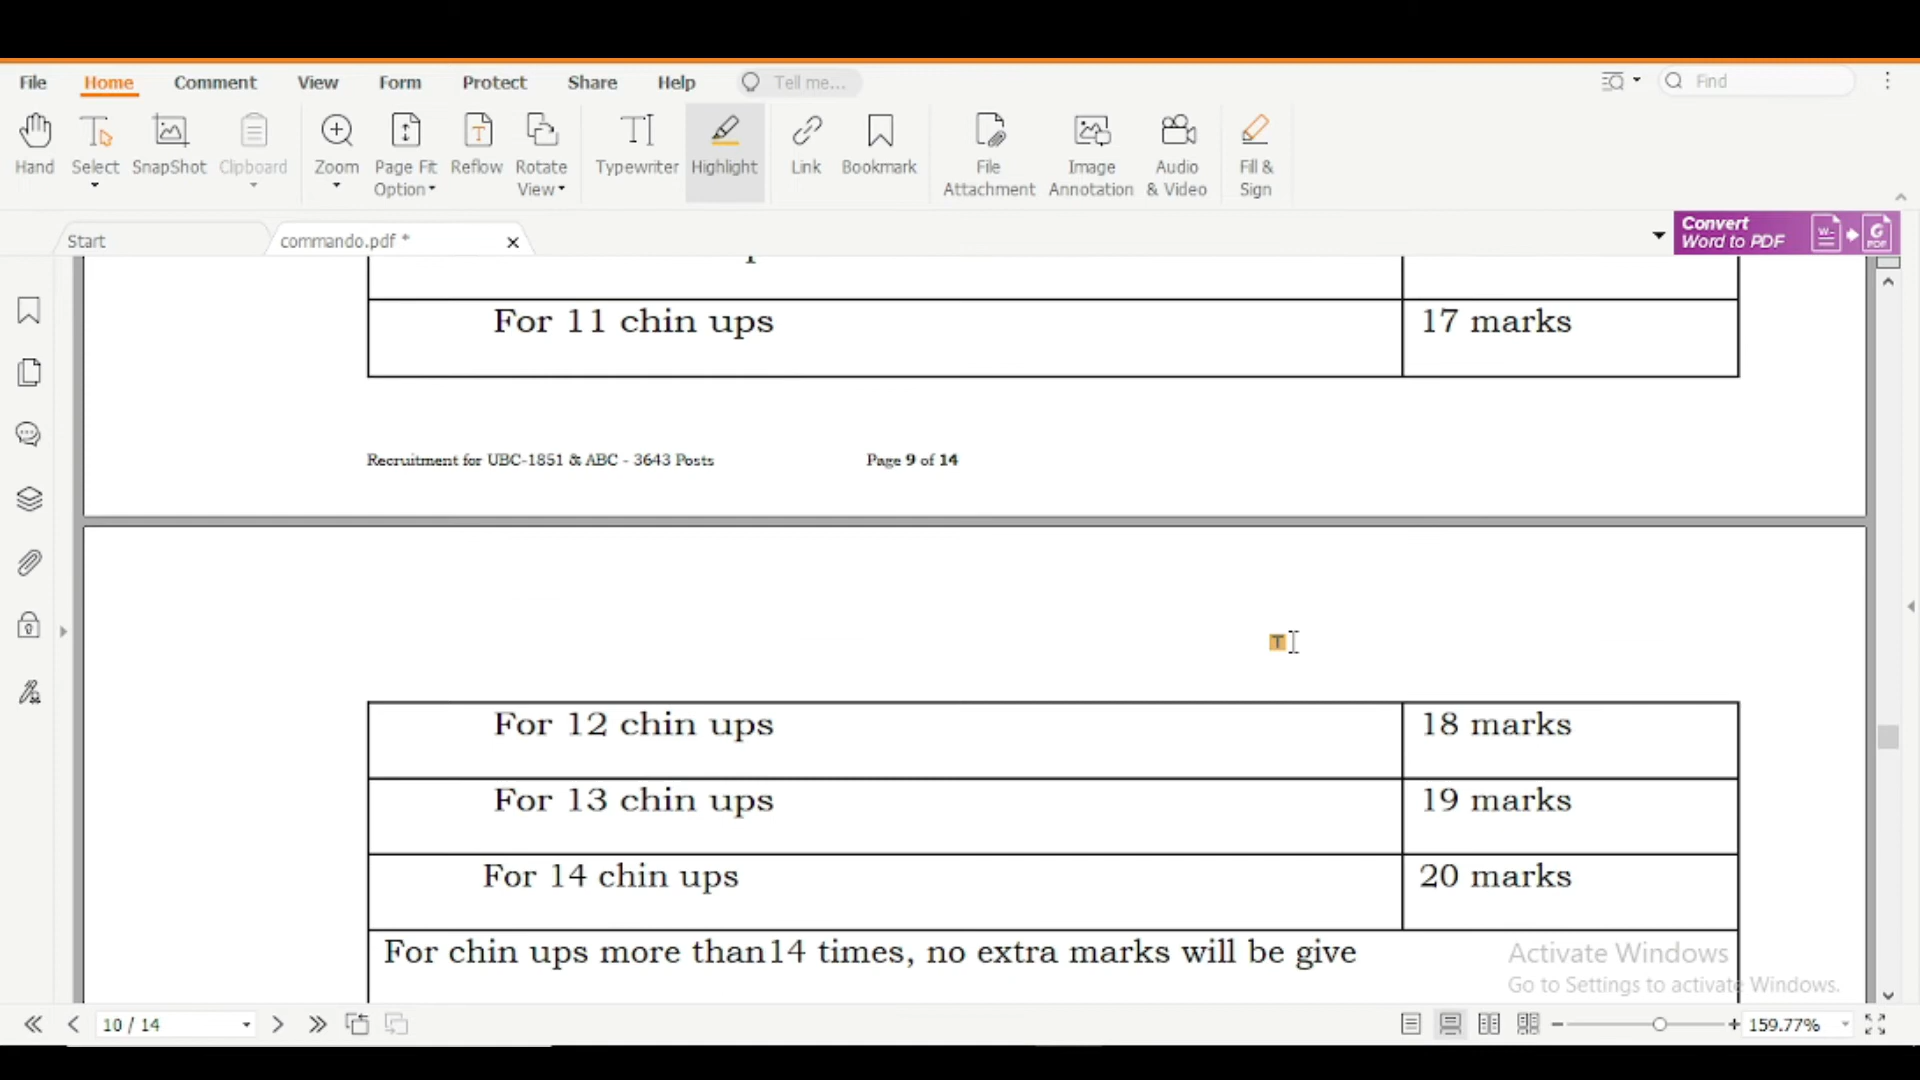 File Home Comment View Form Protect Share Help Tell me... Find
Hand Select SnapShot Clipboard Zoom Page Fit Option Reflow Rotate View Typewriter Highlight Link Bookmark File Attachment Image Annotation Audio & Video Fill & Sign
Start commando.pdf * Convert Word to PDF
For 11 chin ups 17 marks
Recruitment for UBC-1851 & ABC - 3643 Posts Page 9 of 14
For 12 chin ups 18 marks
For 13 chin ups 19 marks
For 14 chin ups 20 marks
For chin ups more than14 times, no extra marks will be give
Activate Windows
Go to Settings to activate Windows.
10 / 14 159.77%